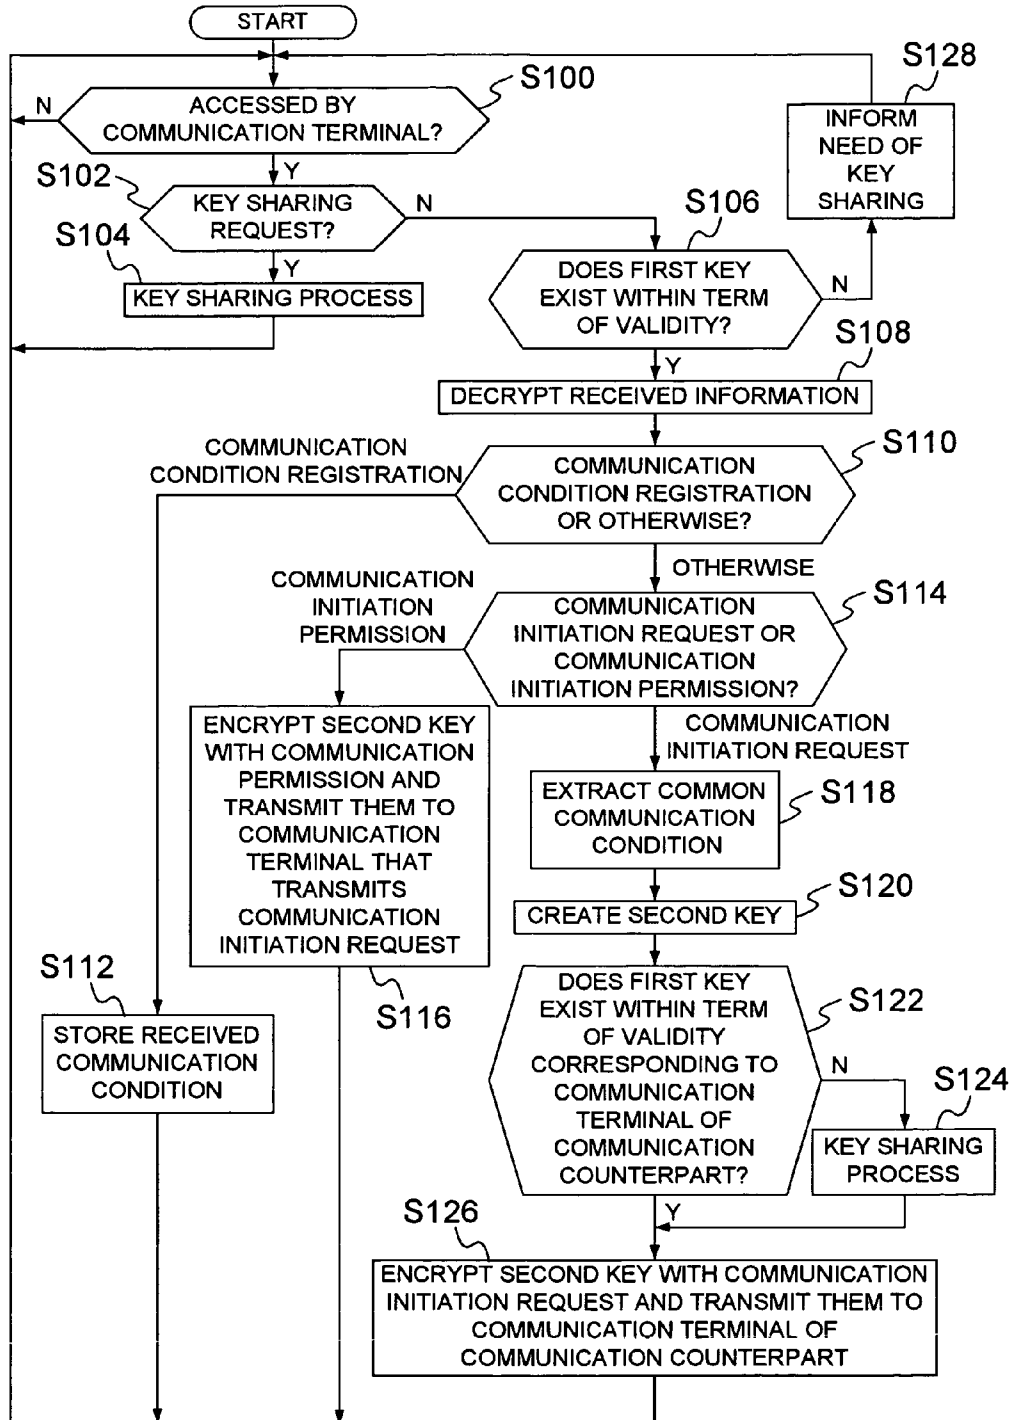 START
S100
N
ACCESSED BY
COMMUNICATION TERMINAL?
S128
INFORM
NEED OF
KEY
SHARING
S102
Y
KEY SHARING
REQUEST?
N
S106
S104
Y
KEY SHARING PROCESS
DOES FIRST KEY
EXIST WITHIN TERM
OF VALIDITY?
N
S108
Y
DECRYPT RECEIVED INFORMATION
COMMUNICATION
CONDITION REGISTRATION
S110
COMMUNICATION
CONDITION REGISTRATION
OR OTHERWISE?
OTHERWISE
COMMUNICATION
INITIATION
PERMISSION
S114
COMMUNICATION
INITIATION REQUEST OR
COMMUNICATION
INITIATION PERMISSION?
ENCRYPT SECOND KEY
WITH COMMUNICATION
PERMISSION AND
TRANSMIT THEM TO
COMMUNICATION
TERMINAL THAT
TRANSMITS
COMMUNICATION
INITIATION REQUEST
S116
COMMUNICATION
INITIATION REQUEST
EXTRACT COMMON
COMMUNICATION
CONDITION
S118
S120
CREATE SECOND KEY
S112
STORE RECEIVED
COMMUNICATION
CONDITION
DOES FIRST KEY
EXIST WITHIN TERM
OF VALIDITY
CORRESPONDING TO
COMMUNICATION
TERMINAL OF
COMMUNICATION
COUNTERPART?
S122
N
S124
KEY SHARING
PROCESS
Y
S126
ENCRYPT SECOND KEY WITH COMMUNICATION
INITIATION REQUEST AND TRANSMIT THEM TO
COMMUNICATION TERMINAL OF
COMMUNICATION COUNTERPART